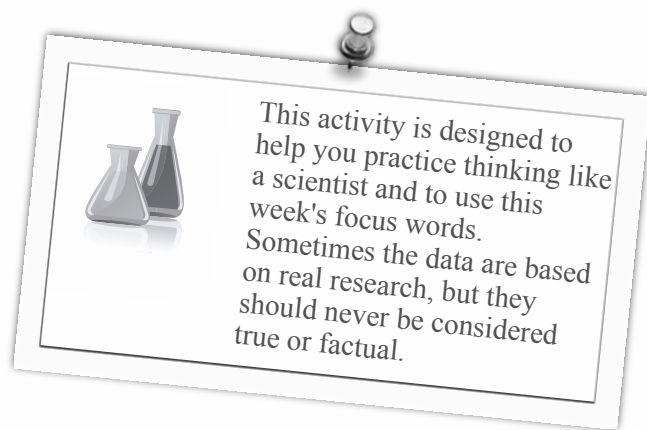 This activity is designed to
help you practice thinking like
a scientist and to use this
week's focus words.
Sometimes the data are based
on real research, but they
should never be considered
true or factual.